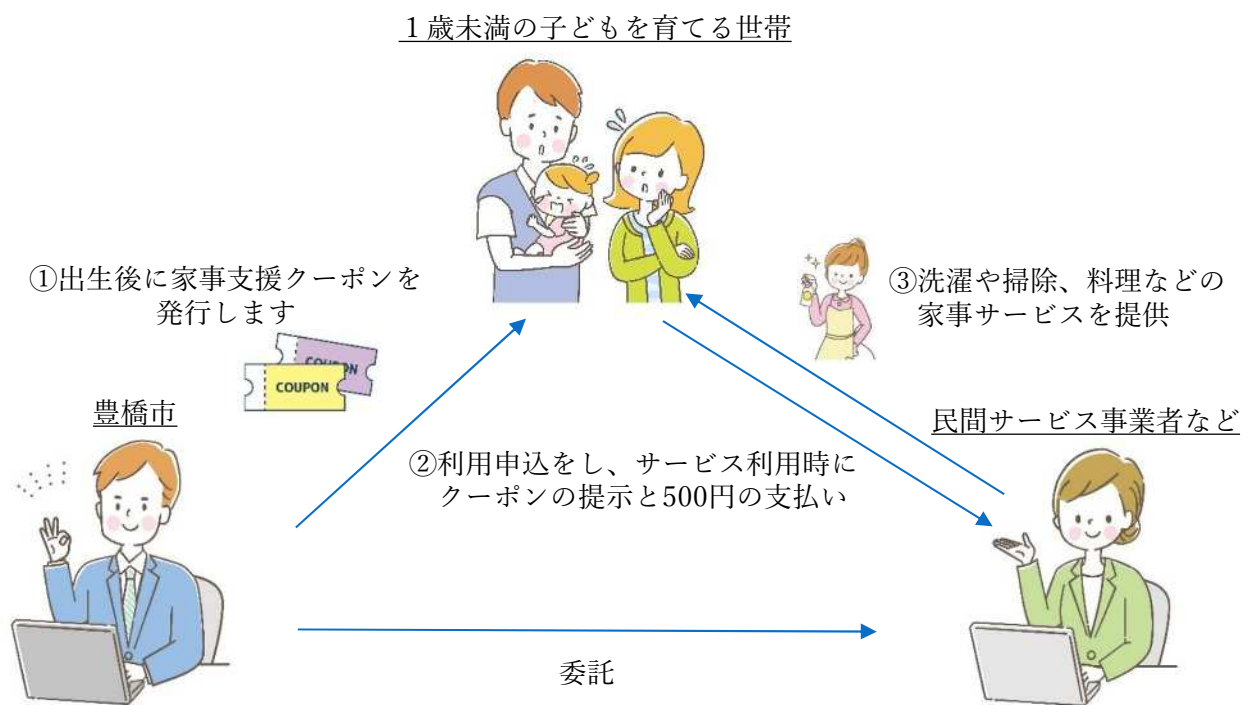 １歳未満の子どもを育てる世帯
①出生後に家事支援クーポンを
発行します
③洗濯や掃除、料理などの
家事サービスを提供
COUPON
COUPON
豊橋市
民間サービス事業者など
②利用申込をし、サービス利用時に
クーポンの提示と500円の支払い
委託